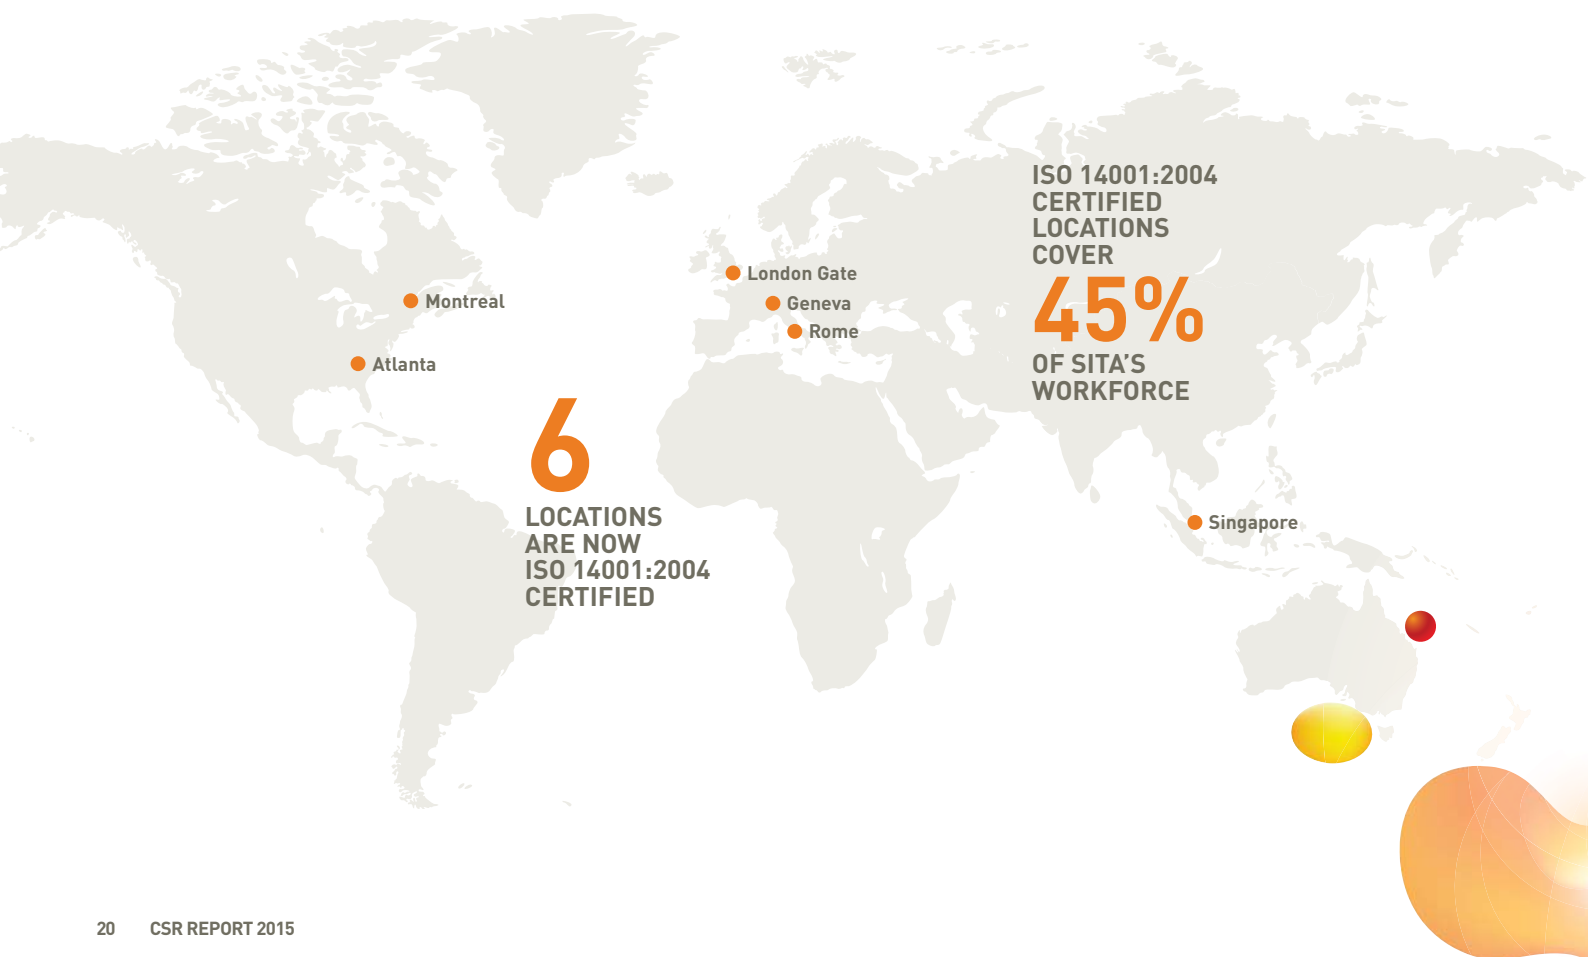 ISO 14001:2004
CERTIFIED
LOCATIONS
COVER
45%
OF SITA’S
WORKFORCE
London Gate
Geneva
Rome
Montreal
Atlanta
6
LOCATIONS
ARE NOW
ISO 14001:2004
CERTIFIED
Singapore
20 CSR REPORT 2015